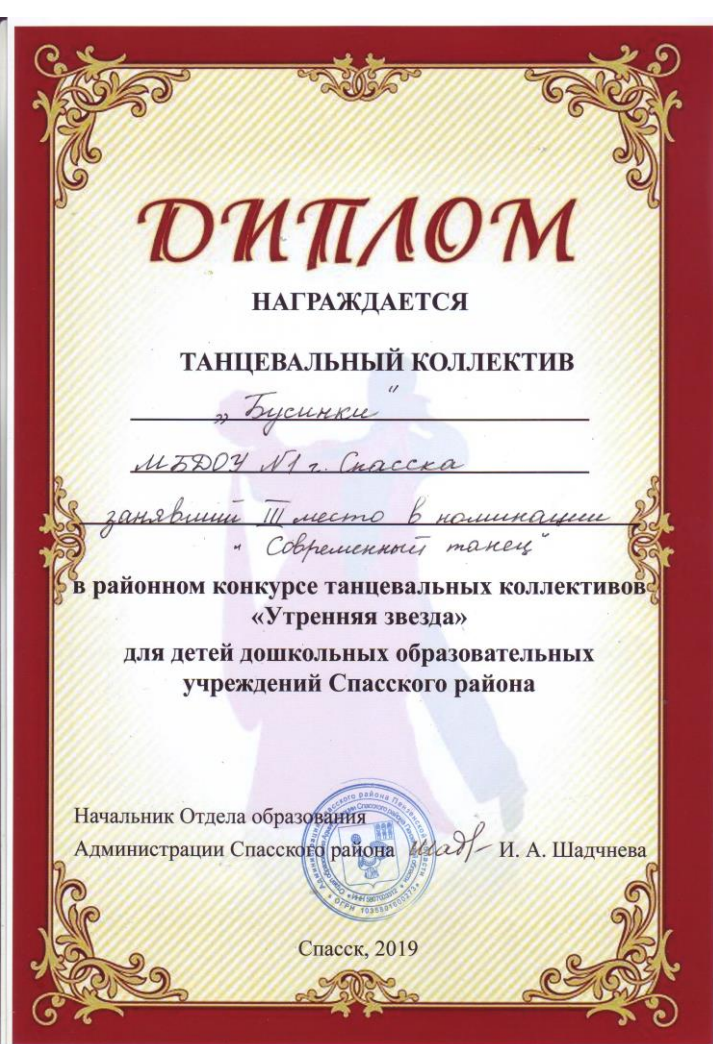 ДИПЛОМ
НАГРАЖДАЕТСЯ
ТАНЦЕВАЛЬНЫЙ КОЛЛЕКТИВ
„Бусинки"
МБДОУ №1 г. Спасска
занявший III место в номинации
"Современный танец"
в районном конкурсе танцевальных коллективов
«Утренняя звезда»
для детей дошкольных образовательных
учреждений Спасского района
Начальник Отдела образования
Администрации Спасского района И. А. Шадчнева
Спасск, 2019